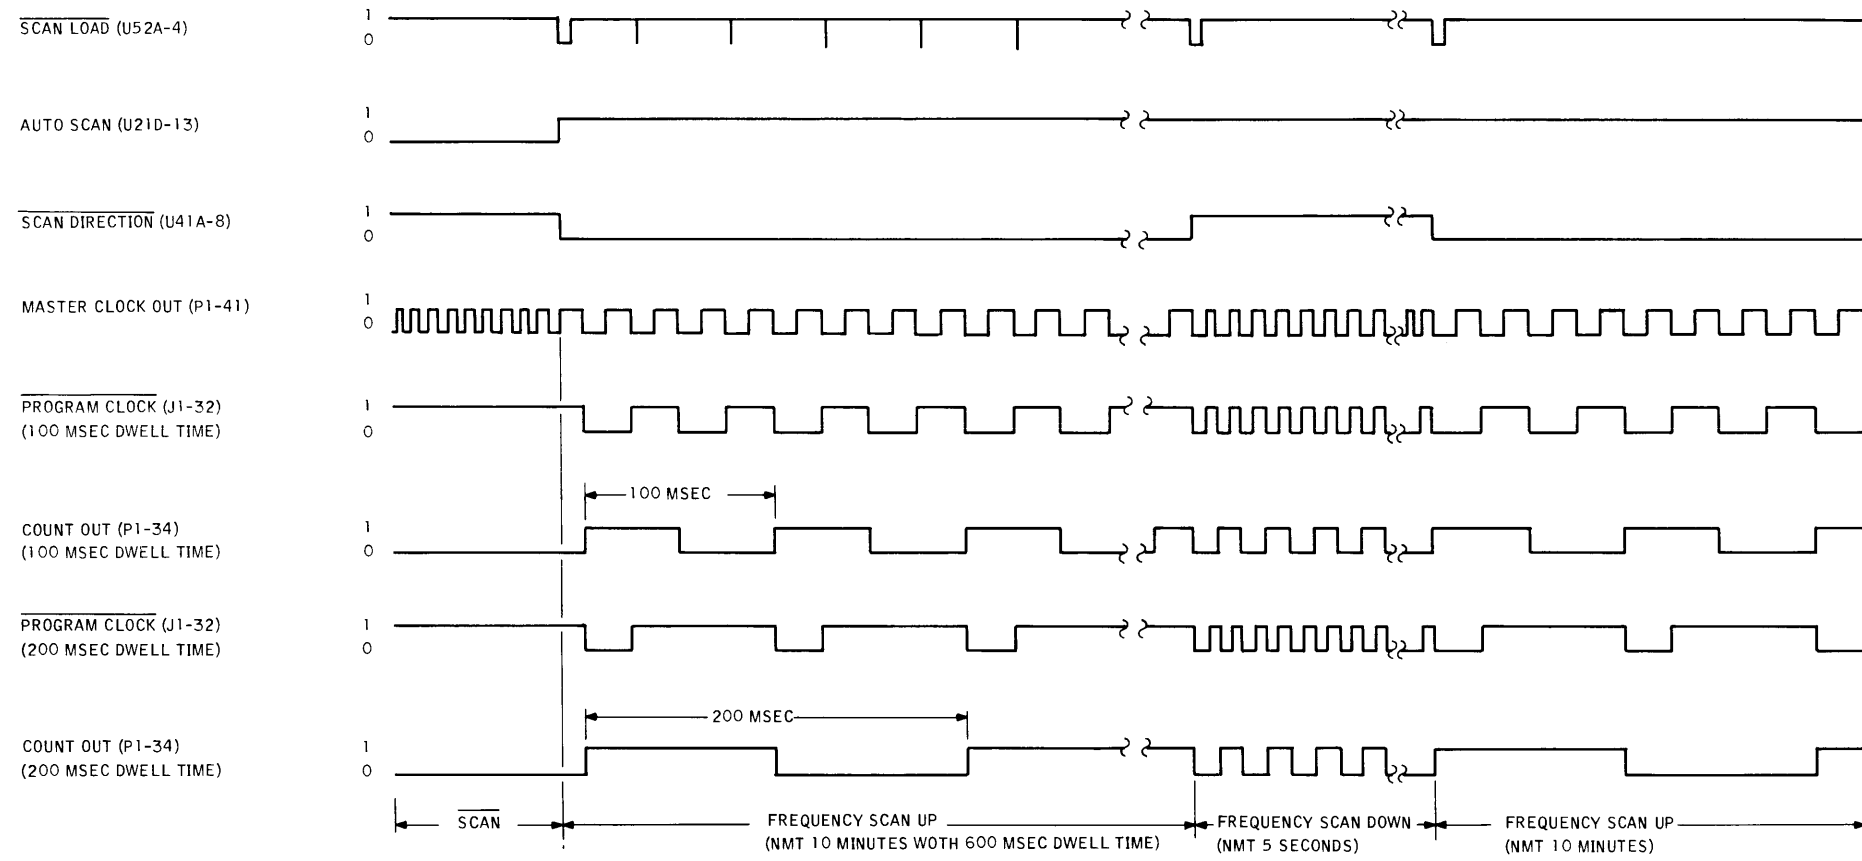 SCAN LOAD (U52A-4)
1
0
AUTO SCAN (U21D-13)
1
0
SCAN DIRECTION (U41A-8)
1
0
MASTER CLOCK OUT (P1-41)
1
0
PROGRAM CLOCK (J1-32)
(100 MSEC DWELL TIME)
1
0
100 MSEC
COUNT OUT (P1-34)
(100 MSEC DWELL TIME)
1
0
PROGRAM CLOCK (J1-32)
(200 MSEC DWELL TIME)
1
0
200 MSEC
COUNT OUT (P1-34)
(200 MSEC DWELL TIME)
1
0
SCAN
FREQUENCY SCAN UP
(NMT 10 MINUTES WOTH 600 MSEC DWELL TIME)
FREQUENCY SCAN DOWN
(NMT 5 SECONDS)
FREQUENCY SCAN UP
(NMT 10 MINUTES)